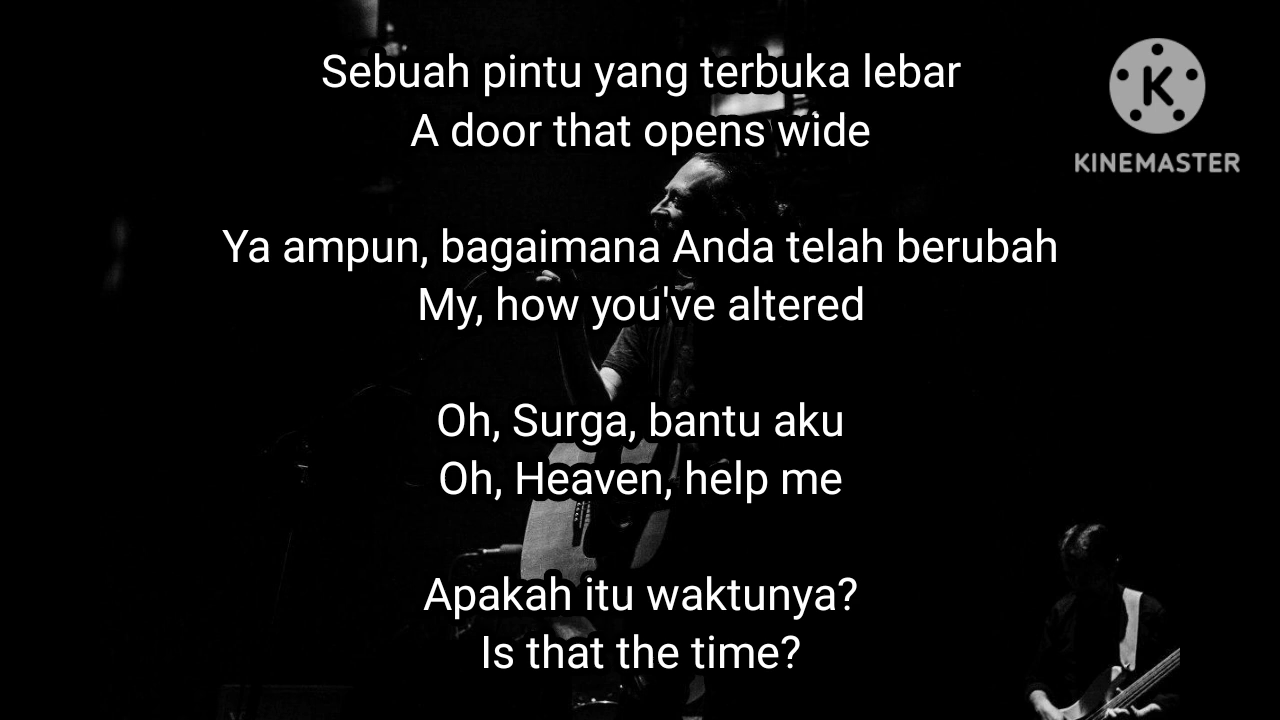 Sebuah pintu yang terbuka lebar
A door that opens wide
Ya ampun, bagaimana Anda telah berubah
My, how you've altered
Oh, Surga, bantu aku
Oh, Heaven, help me
Apakah itu waktunya?
Is that the time?
K
KINEMASTER